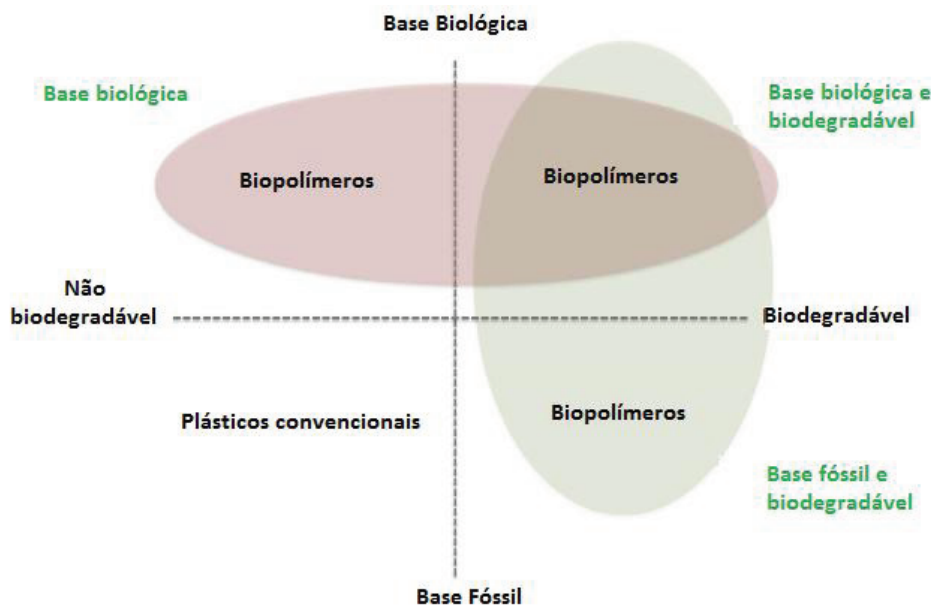 Base Biológica
Base biológica
Base biológica e
biodegradável
Biopolímeros
Biopolímeros
Não
biodegradável
Biodegradável
Plásticos convencionais
Biopolímeros
Base fóssil e
biodegradável
Base Fóssil